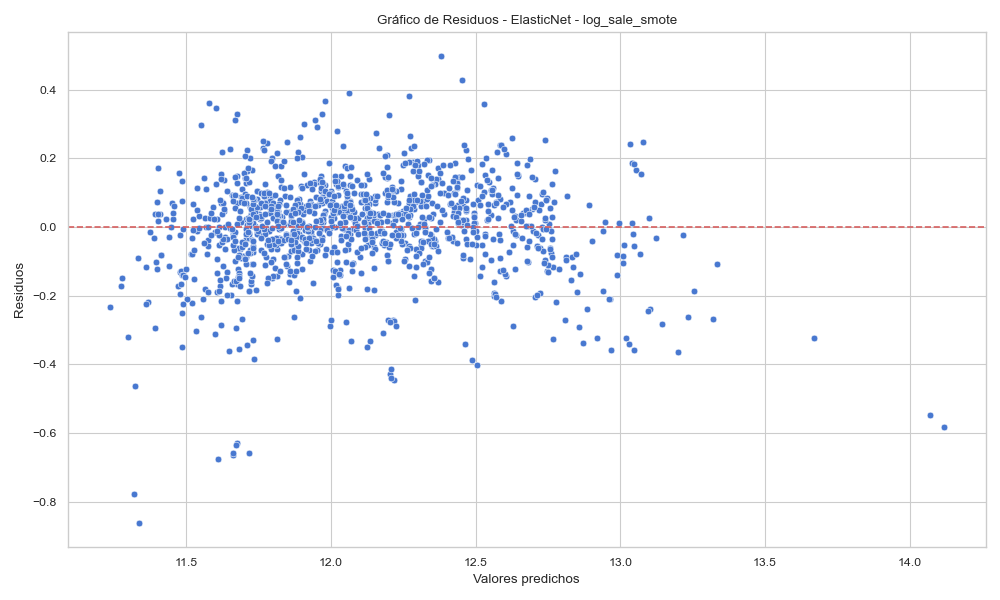 Gráfico de Residuos - ElasticNet - log_sale_smote
Residuos
0.4
0.2
0.0
−0.2
−0.4
−0.6
−0.8
11.5 12.0 12.5 13.0 13.5 14.0
Valores predichos